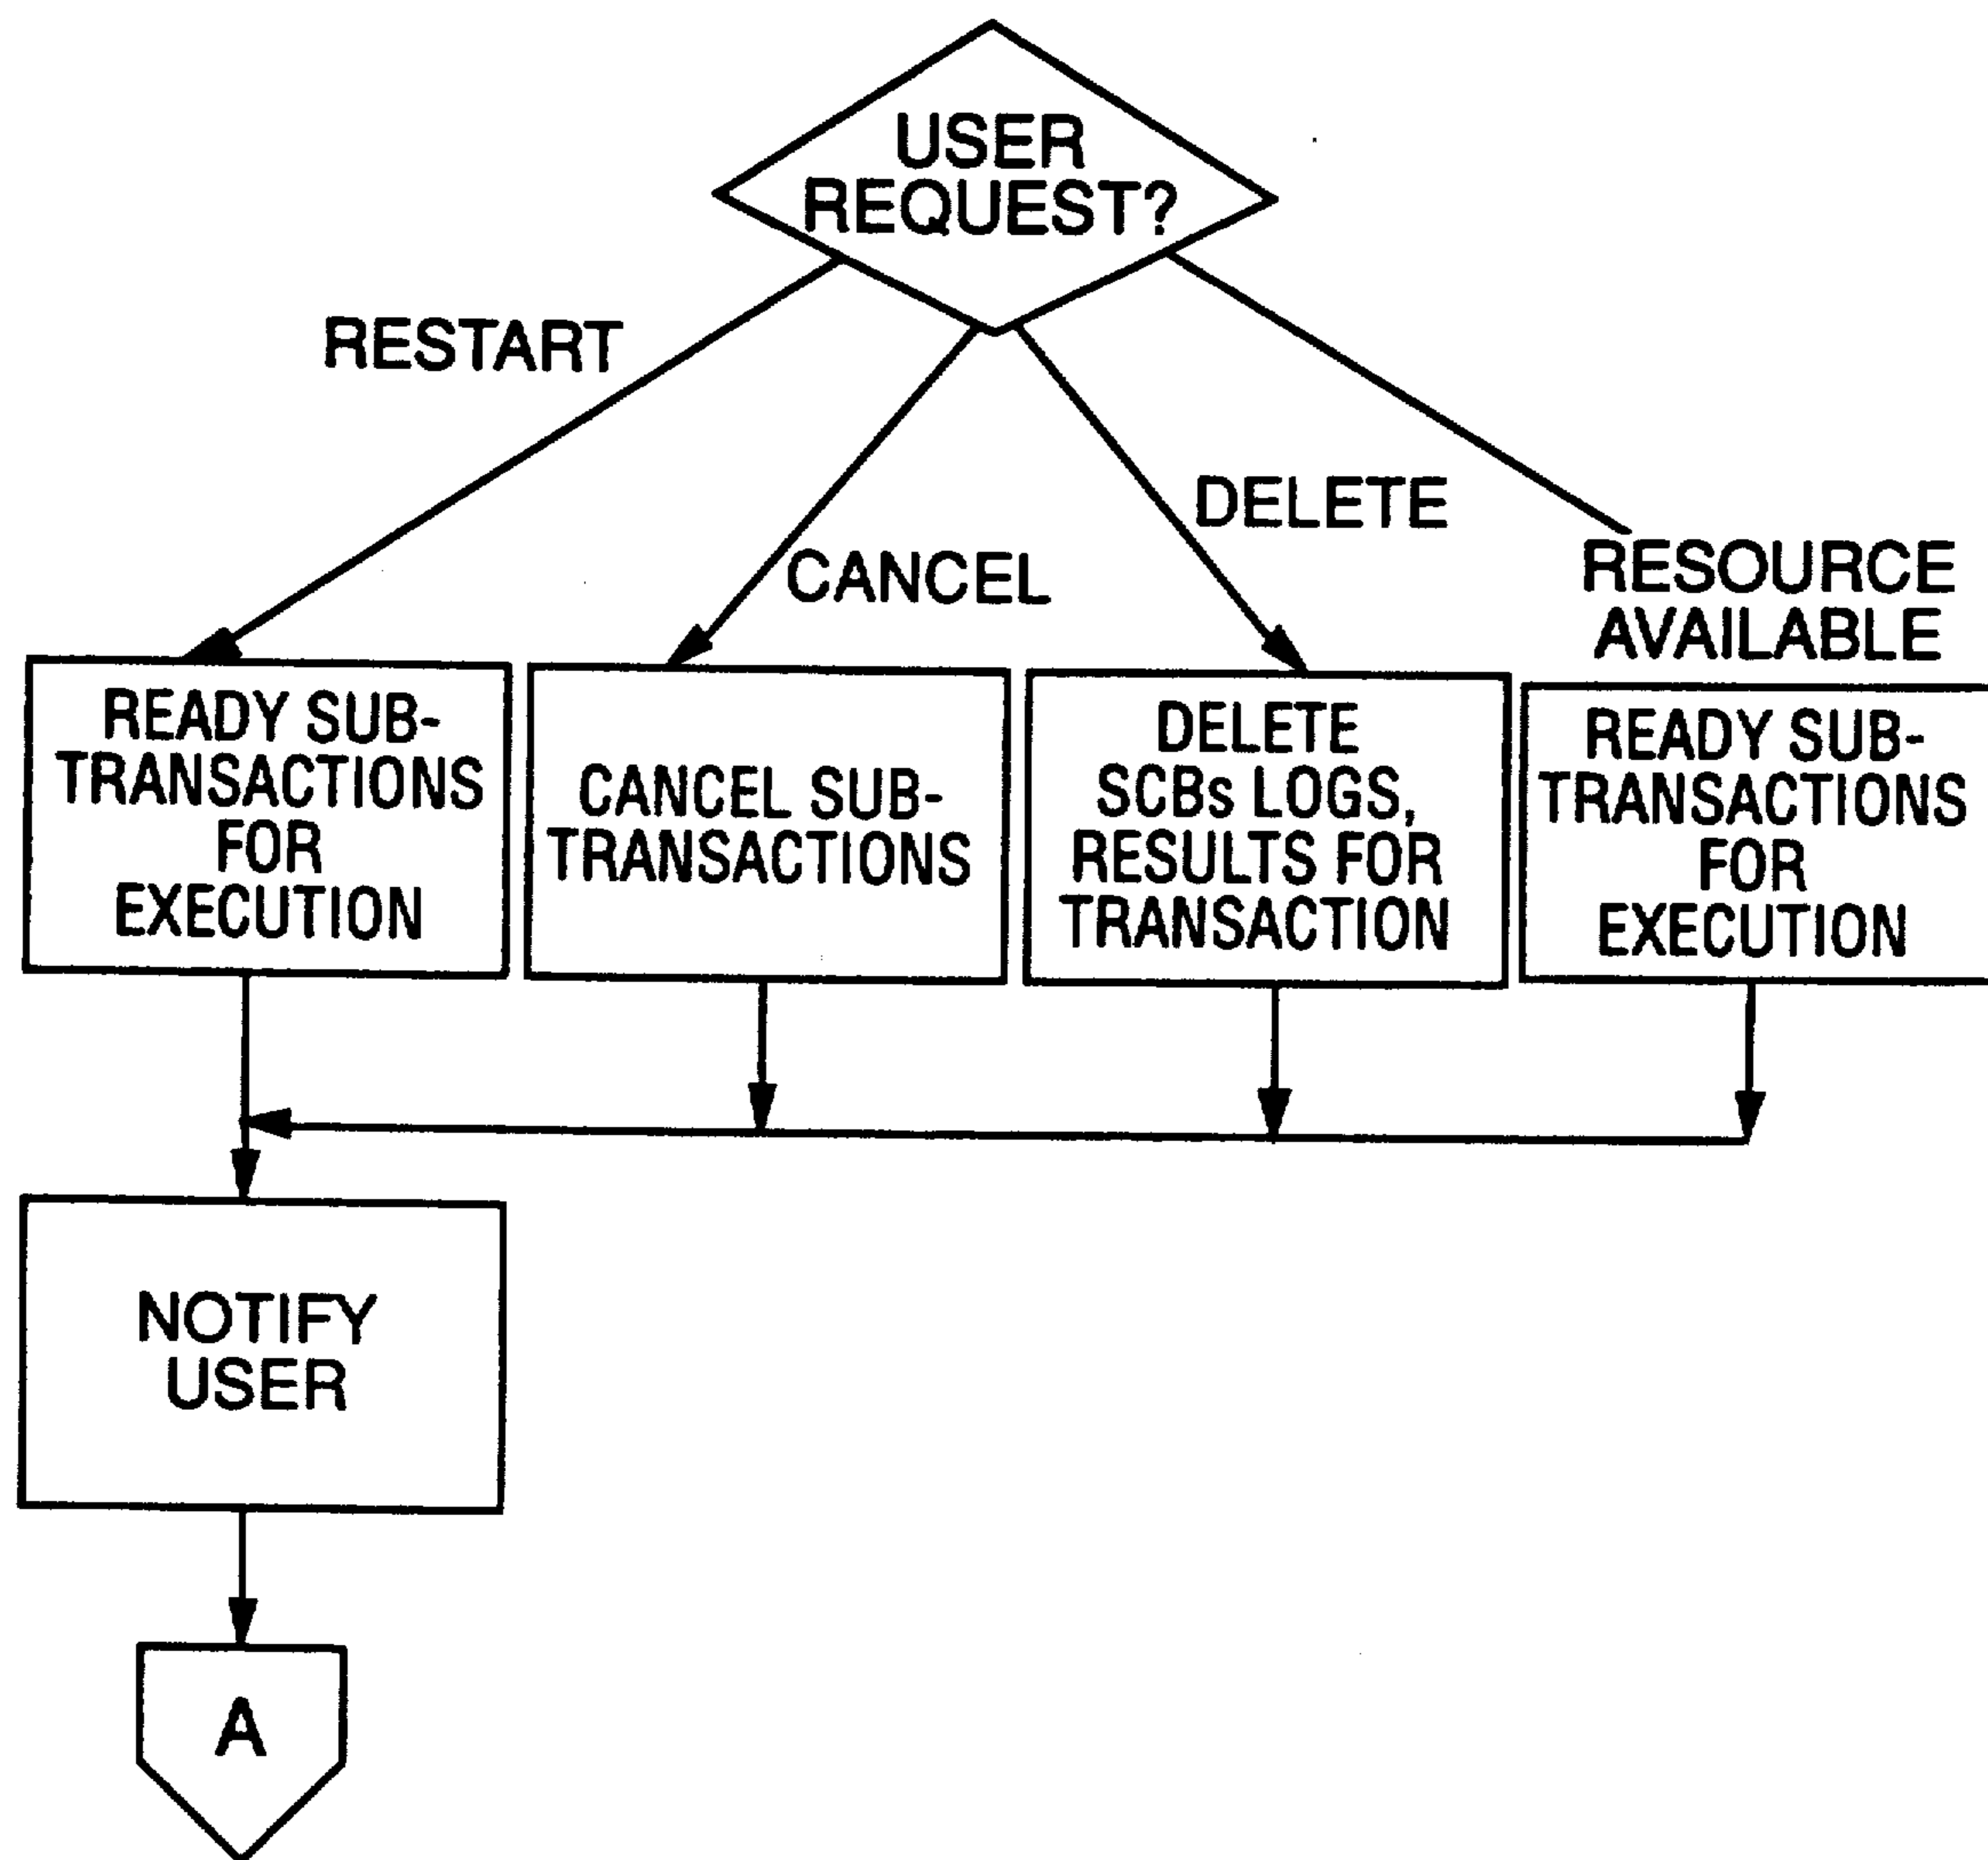 USER
REQUEST?
RESTART
CANCEL
DELETE
RESOURCE
AVAILABLE
READY SUB-
TRANSACTIONS
FOR
EXECUTION
CANCEL SUB-
TRANSACTIONS
DELETE
SCBs LOGS,
RESULTS FOR
TRANSACTION
READY SUB-
TRANSACTIONS
FOR
EXECUTION
NOTIFY
USER
A